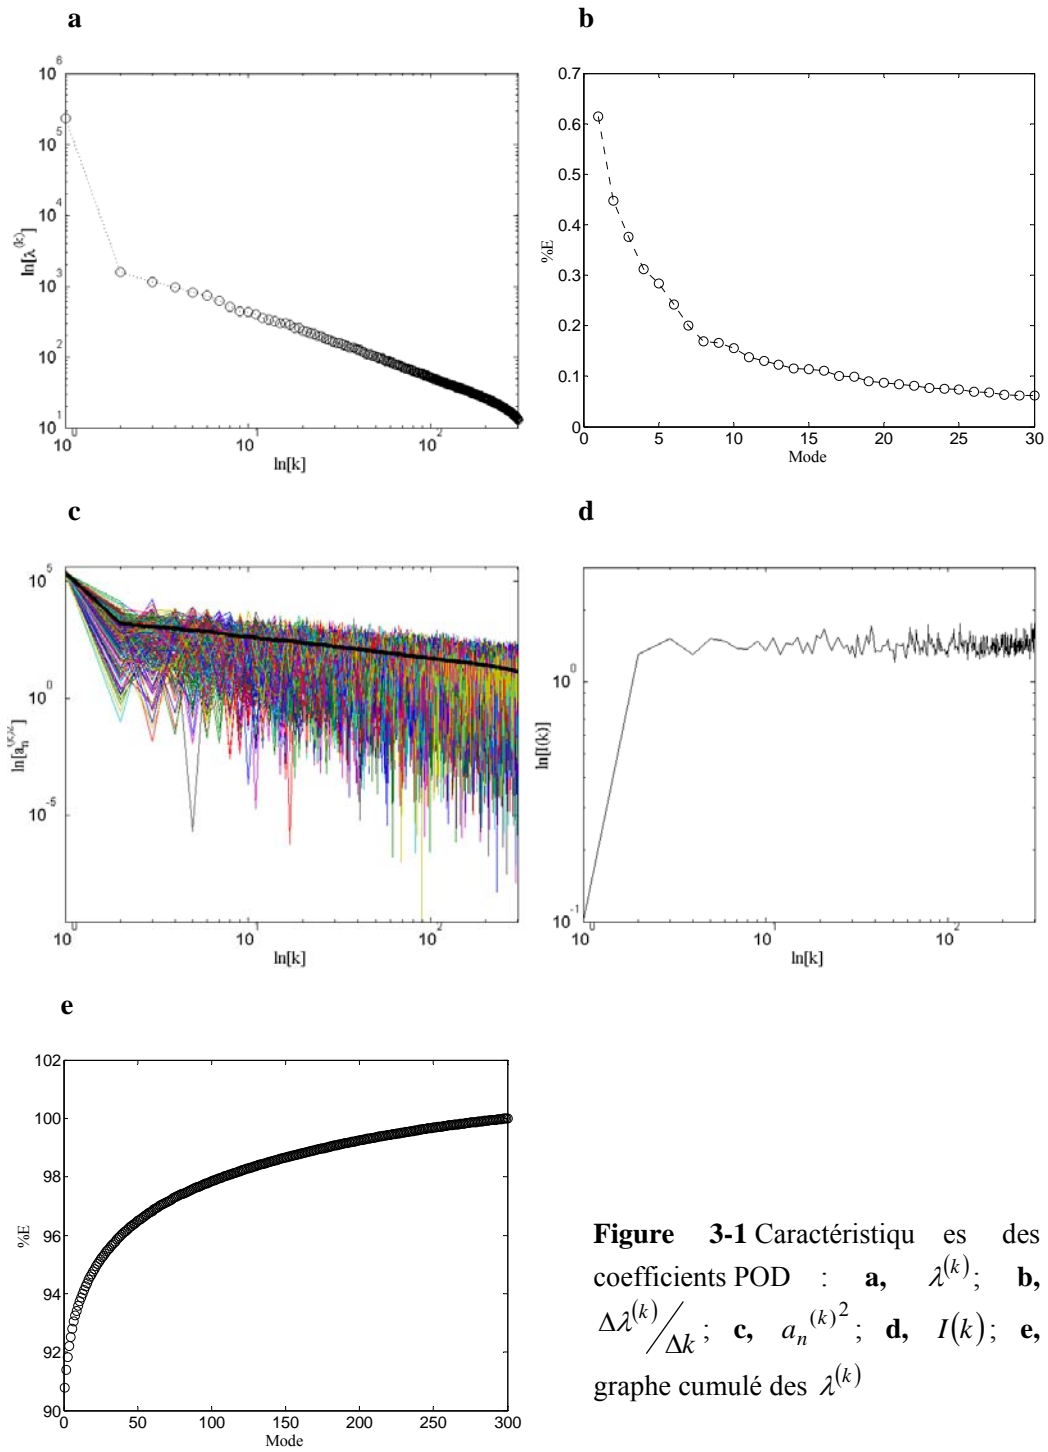 a
b
10^6
10^5
10^4
10^3
10^2
10^1
ln[λ^(k)]
10^0
10^1
10^2
ln[k]
0.7
0.6
0.5
0.4
0.3
0.2
0.1
0
%E
0 5 10 15 20 25 30
Mode
c
d
10^5
10^0
10^-5
10^0
10^1
10^2
ln[k]
10^0
10^-1
ln[I(k)]
10^0
10^1
10^2
ln[k]
e
102
100
98
96
94
92
90
%E
0 50 100 150 200 250 300
Mode
Figure 3-1 Caractéristiqu es des
coefficients POD : a, λ^(k); b,
Δλ^(k)/Δk; c, a_n^(k)^2; d, I(k); e,
graphe cumulé des λ^(k)